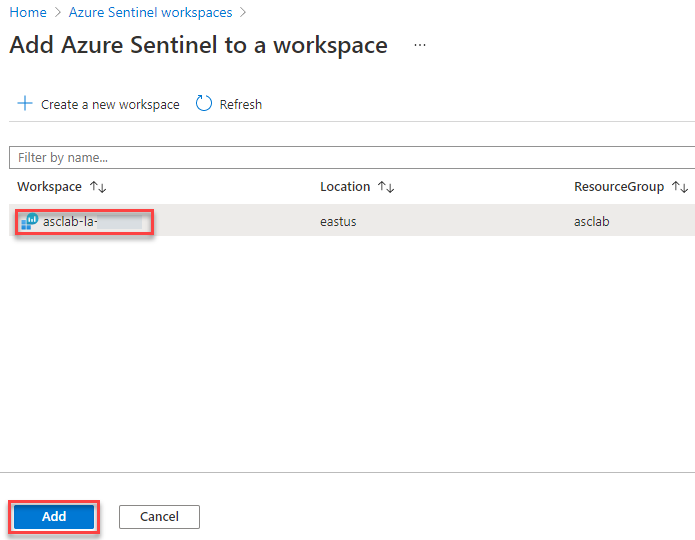 Home > Azure Sentinel workspaces >
Add Azure Sentinel to a workspace ...
+ Create a new workspace Refresh
Filter by name...
Workspace ↑↓ Location ↑↓ ResourceGroup ↑↓
asclab-la- eastus asclab
Add Cancel